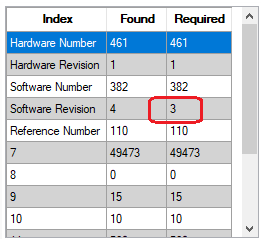 Index Found Required
Hardware Number 461 461
Hardware Revision 1 1
Software Number 382 382
Software Revision 4 3
Reference Number 110 110
7 49473 49473
8 0 0
9 15 15
10 10 10